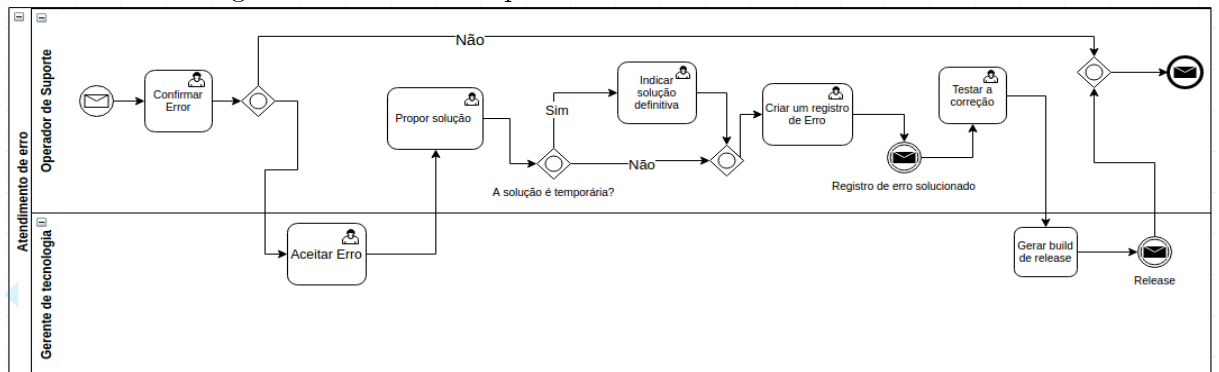 Atendimento de erro
Operador de Suporte
Não
Confirmar
Error
Propor solução
Sim
Indicar
solução
definitiva
Não
A solução é temporária?
Criar um registro
de Erro
Registro de erro solucionado
Testar a
correção
Gerente de tecnologia
Aceitar Erro
Gerar build
de release
Release